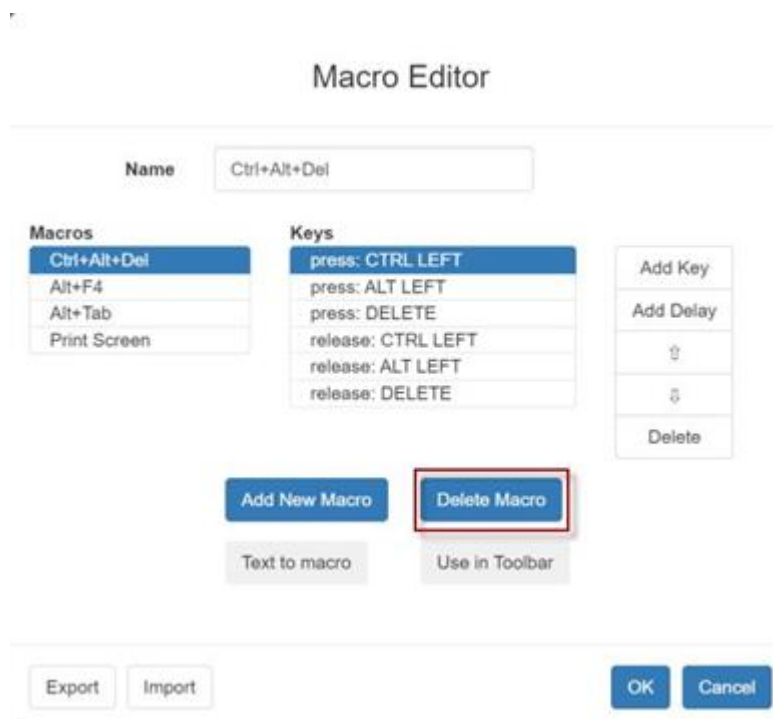 Macro Editor
Name Ctrl+Alt+Del
Macros Keys
Ctrl+Alt+Del press: CTRL LEFT
Alt+F4 press: ALT LEFT
Alt+Tab press: DELETE
Print Screen release: CTRL LEFT
release: ALT LEFT
release: DELETE
Add Key
Add Delay
⇧
⇩
Delete
Add New Macro Delete Macro
Text to macro Use in Toolbar
Export Import OK Cancel